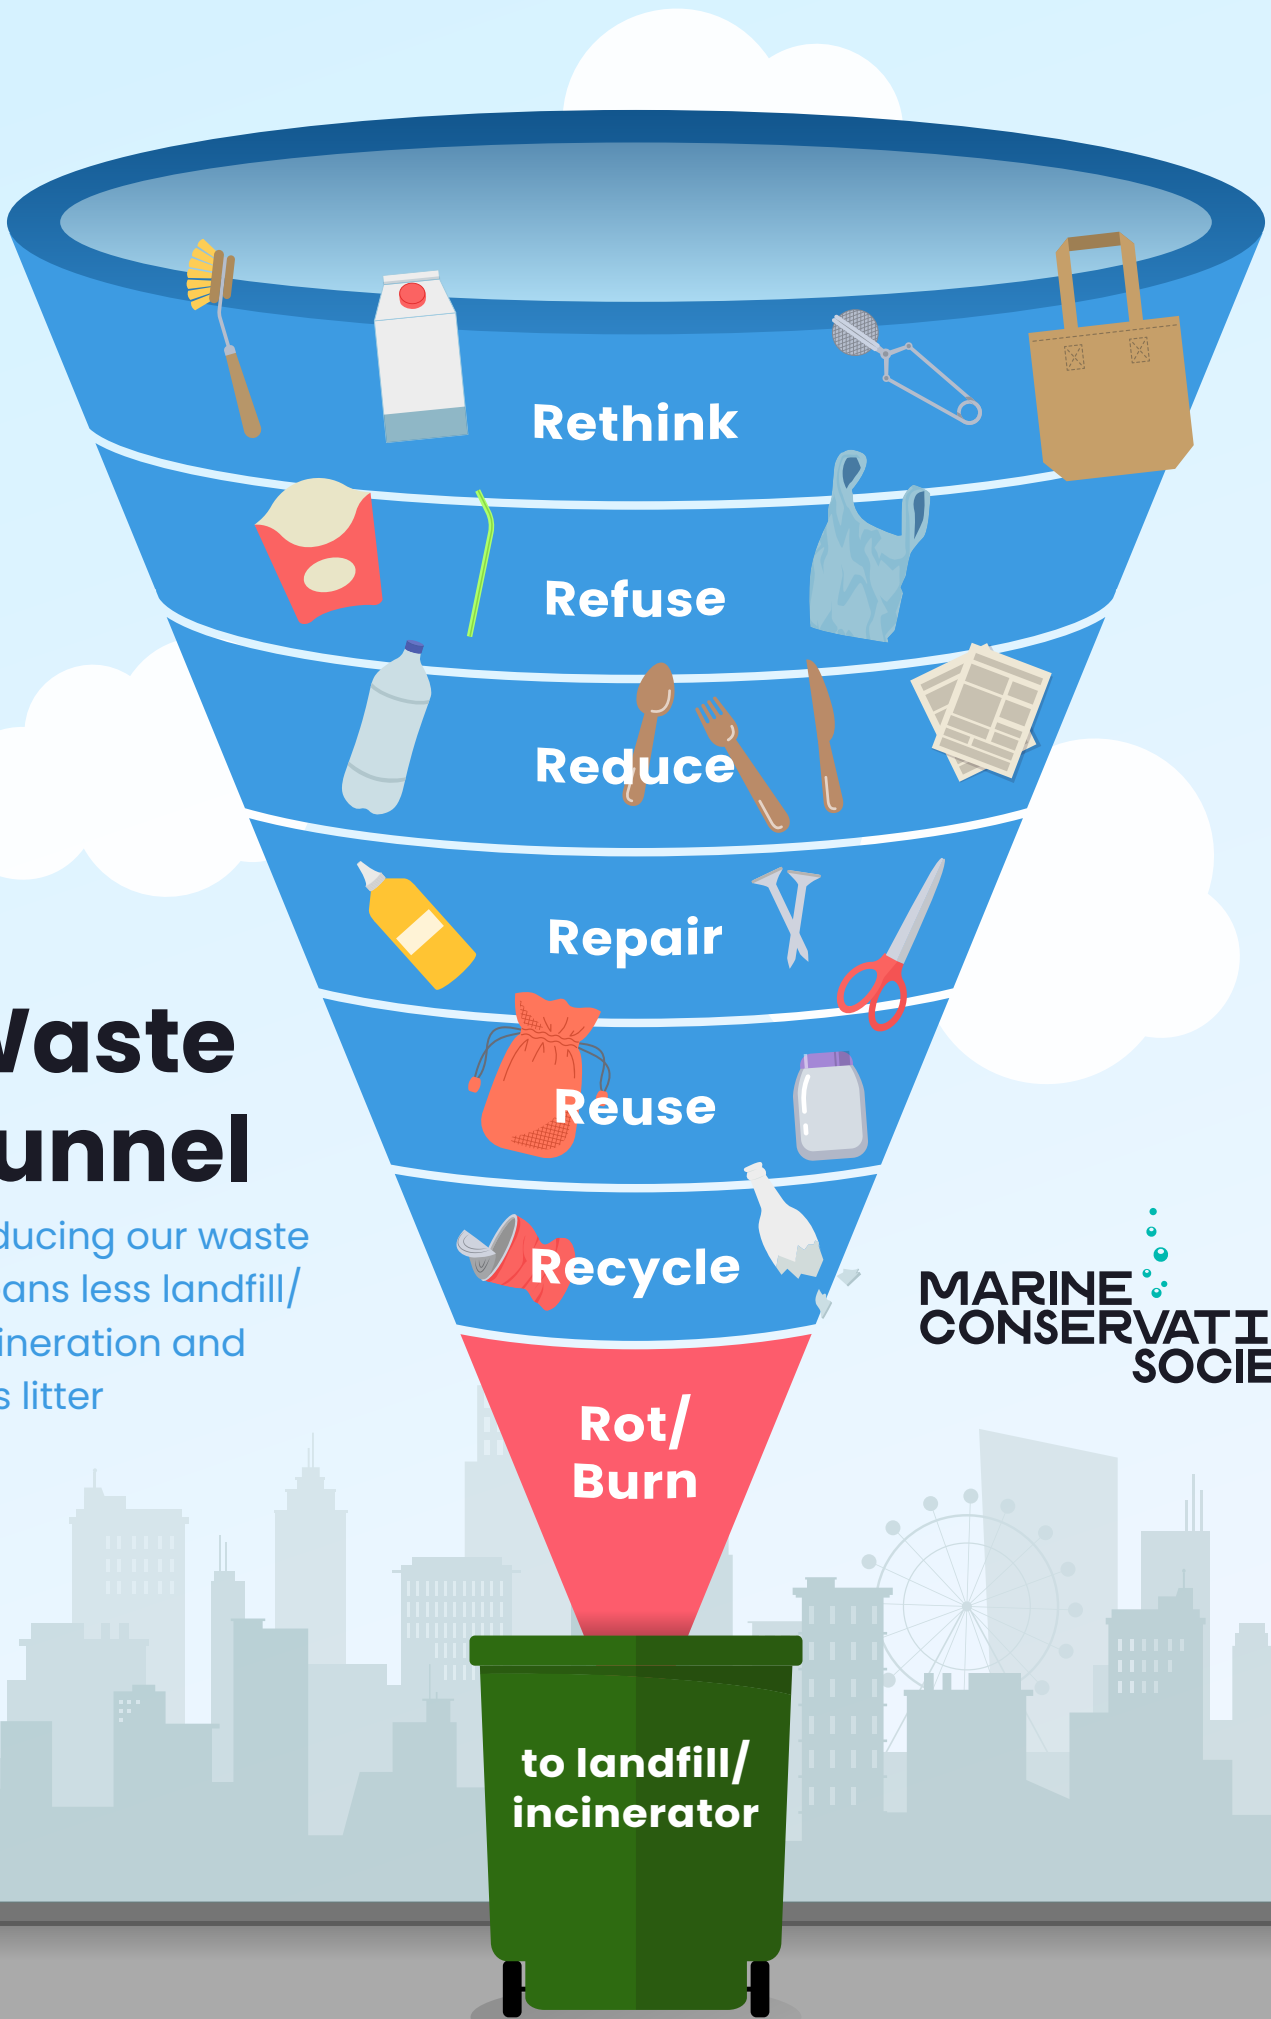 Rethink
Refuse
Reduce
Repair
Reuse
Recycle
Rot/
Burn
to landfill/
incinerator
Waste
unnel
ducing our waste
ans less landfill/
ineration and
s litter
MARINE
CONSERVATI
SOCIE